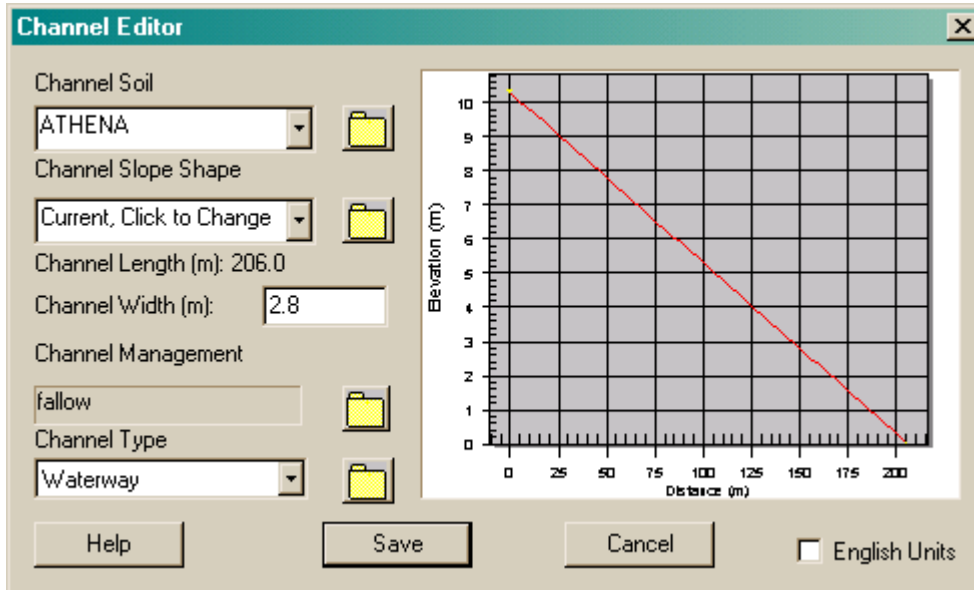 Channel Editor
Channel Soil
ATHENA
Channel Slope Shape
Current, Click to Change
Channel Length (m): 206.0
Channel Width (m): 2.8
Channel Management
fallow
Channel Type
Waterway
Elevation (m)
10
9
8
7
6
5
4
3
2
1
0
0 25 50 75 100 125 150 175 200
Distance (m)
Help Save Cancel English Units